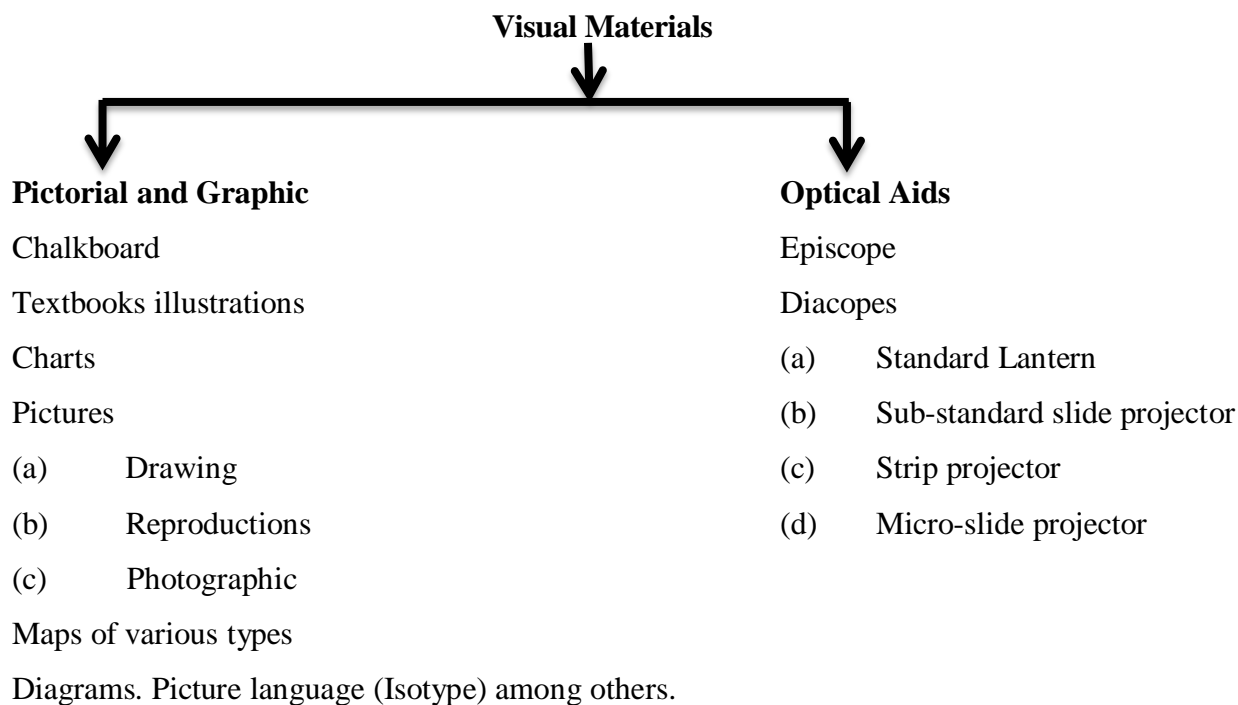 Visual Materials
Pictorial and Graphic
Chalkboard
Textbooks illustrations
Charts
Pictures
(a) Drawing
(b) Reproductions
(c) Photographic
Maps of various types
Diagrams. Picture language (Isotype) among others.
Optical Aids
Episcope
Diacopes
(a) Standard Lantern
(b) Sub-standard slide projector
(c) Strip projector
(d) Micro-slide projector